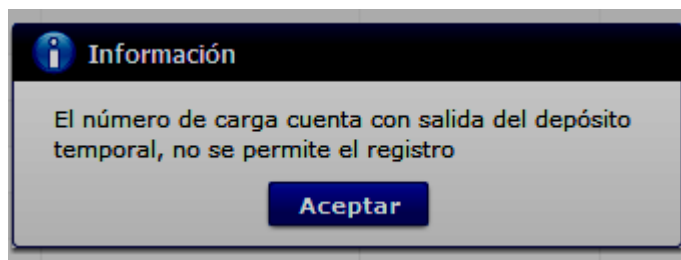 Información
El número de carga cuenta con salida del depósito
temporal, no se permite el registro
Aceptar